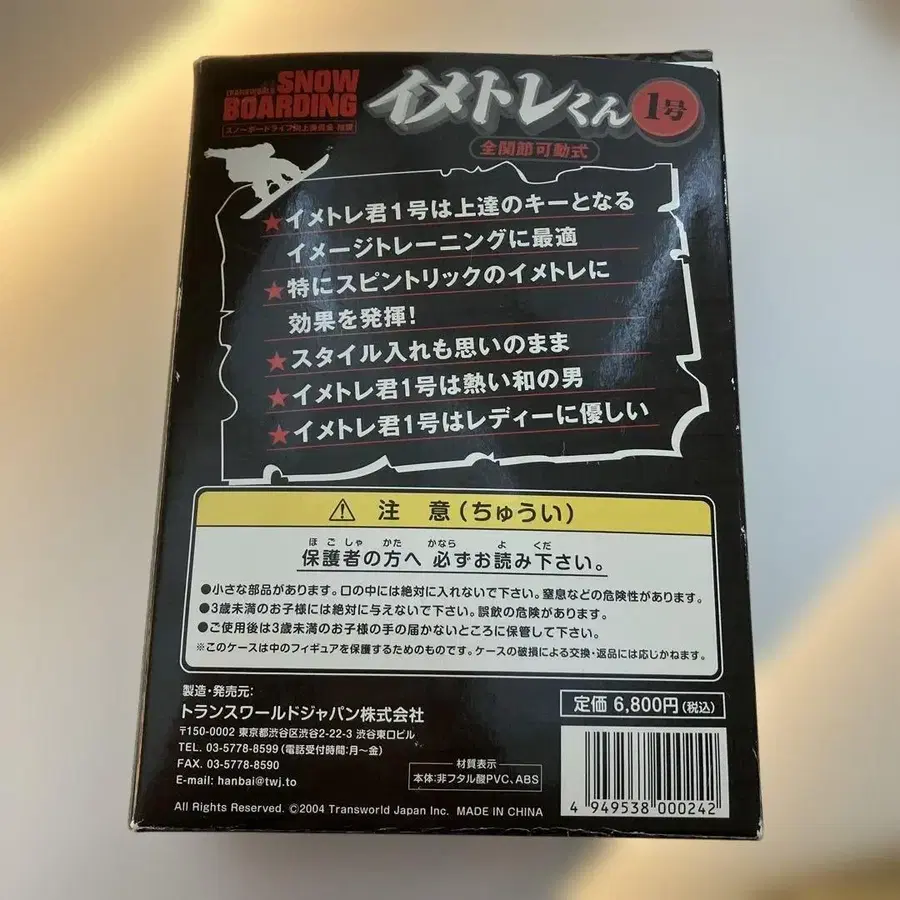 SNOW
BOARDING
イメトレくん 1号
全関節可動式
★イメトレ君1号は上達のキーとなる
イメージトレーニングに最適
★特にスピントリックのイメトレに
効果を発揮!
★スタイル入れも思いのまま
★イメトレ君1号は熱い和の男
★イメトレ君1号はレディーに優しい
⚠ 注 意(ちゅうい)
ほごしゃ かた かなら よ くだ
保護者の方へ 必ずお読み下さい。
●小さな部品があります。口の中には絶対に入れないで下さい。窒息などの危険性があります。
●3歳未満のお子様には絶対に与えないで下さい。誤飲の危険があります。
●ご使用後は3歳未満のお子様の手の届かないところに保管して下さい。
※このケースは中のフィギュアを保護するためのものです。ケースの破損による交換・返品には応じかねます。
製造・発売元:
トランスワールドジャパン株式会社
〒150-0002 東京都渋谷区渋谷2-22-3 渋谷東口ビル
TEL. 03-5778-8599(電話受付時間:月〜金)
FAX. 03-5778-8590
E-mail: hanbai@twj.to
定価 6,800円(税込)
材質表示
本体:非フタル酸PVC、ABS
4 949538 000242
All Rights Reserved. ©2004 Transworld Japan Inc. MADE IN CHINA